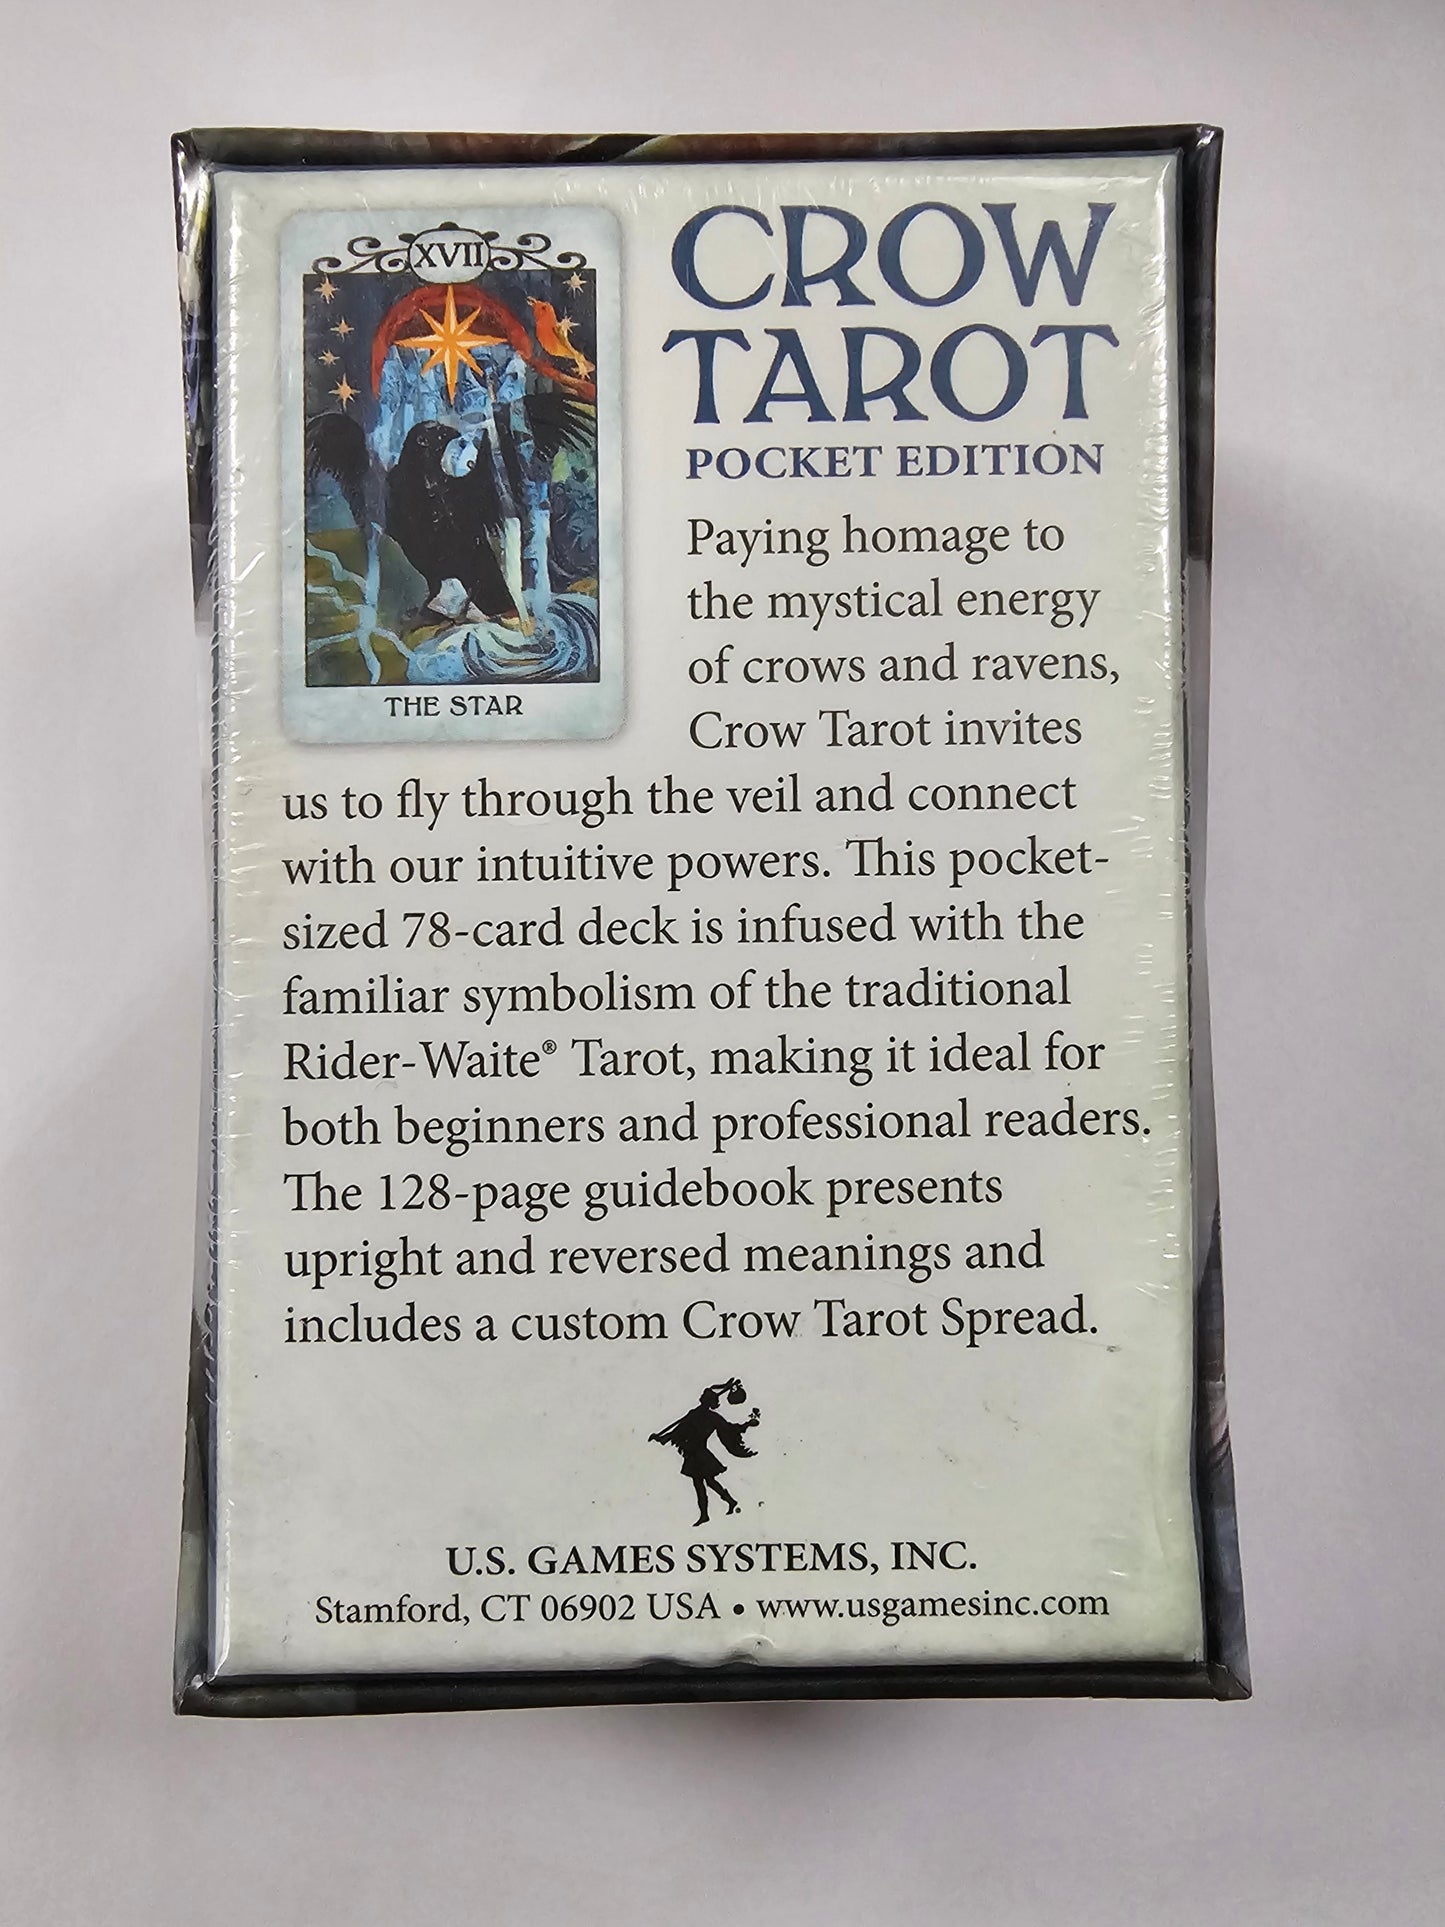 XVII
THE STAR
CROW
TAROT
POCKET EDITION
Paying homage to
the mystical energy
of crows and ravens,
Crow Tarot invites
us to fly through the veil and connect
with our intuitive powers. This pocket-
sized 78-card deck is infused with the
familiar symbolism of the traditional
Rider-Waite® Tarot, making it ideal for
both beginners and professional readers.
The 128-page guidebook presents
upright and reversed meanings and
includes a custom Crow Tarot Spread.
U.S. GAMES SYSTEMS, INC.
Stamford, CT 06902 USA • www.usgamesinc.com